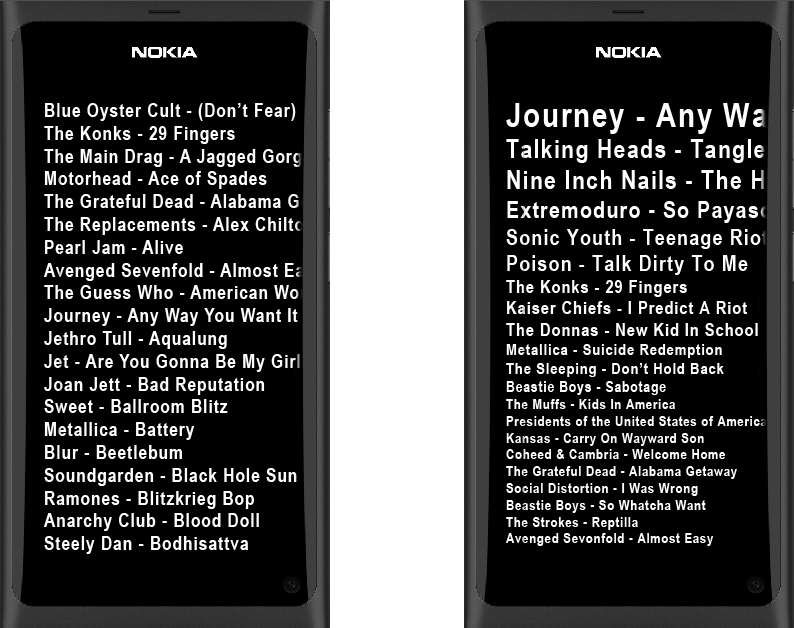 NOKIA
Blue Oyster Cult - (Don’t Fear)
The Konks - 29 Fingers
The Main Drag - A Jagged Gorg
Motorhead - Ace of Spades
The Grateful Dead - Alabama G
The Replacements - Alex Chilto
Pearl Jam - Alive
Avenged Sevenfold - Almost Ea
The Guess Who - American Wo
Journey - Any Way You Want It
Jethro Tull - Aqualung
Jet - Are You Gonna Be My Girl
Joan Jett - Bad Reputation
Sweet - Ballroom Blitz
Metallica - Battery
Blur - Beetlebum
Soundgarden - Black Hole Sun
Ramones - Blitzkrieg Bop
Anarchy Club - Blood Doll
Steely Dan - Bodhisattva
NOKIA
Journey - Any Wa
Talking Heads - Tangle
Nine Inch Nails - The H
Extremoduro - So Payaso
Sonic Youth - Teenage Riot
Poison - Talk Dirty To Me
The Konks - 29 Fingers
Kaiser Chiefs - I Predict A Riot
The Donnas - New Kid In School
Metallica - Suicide Redemption
The Sleeping - Don’t Hold Back
Beastie Boys - Sabotage
The Muffs - Kids In America
Presidents of the United States of America
Kansas - Carry On Wayward Son
Coheed & Cambria - Welcome Home
The Grateful Dead - Alabama Getaway
Social Distortion - I Was Wrong
Beastie Boys - So Whatcha Want
The Strokes - Reptilla
Avenged Sevonfold - Almost Easy